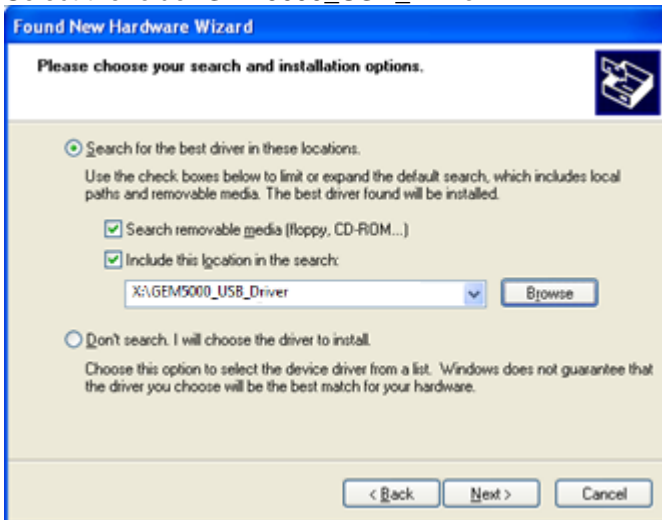 Found New Hardware Wizard
Please choose your search and installation options.
Search for the best driver in these locations.
Use the check boxes below to limit or expand the default search, which includes local
paths and removable media. The best driver found will be installed.
Search removable media (floppy, CD-ROM...)
Include this location in the search:
X:\GEM5000_USB_Driver
Browse
Don't search. I will choose the driver to install.
Choose this option to select the device driver from a list. Windows does not guarantee that
the driver you choose will be the best match for your hardware.
< Back
Next >
Cancel